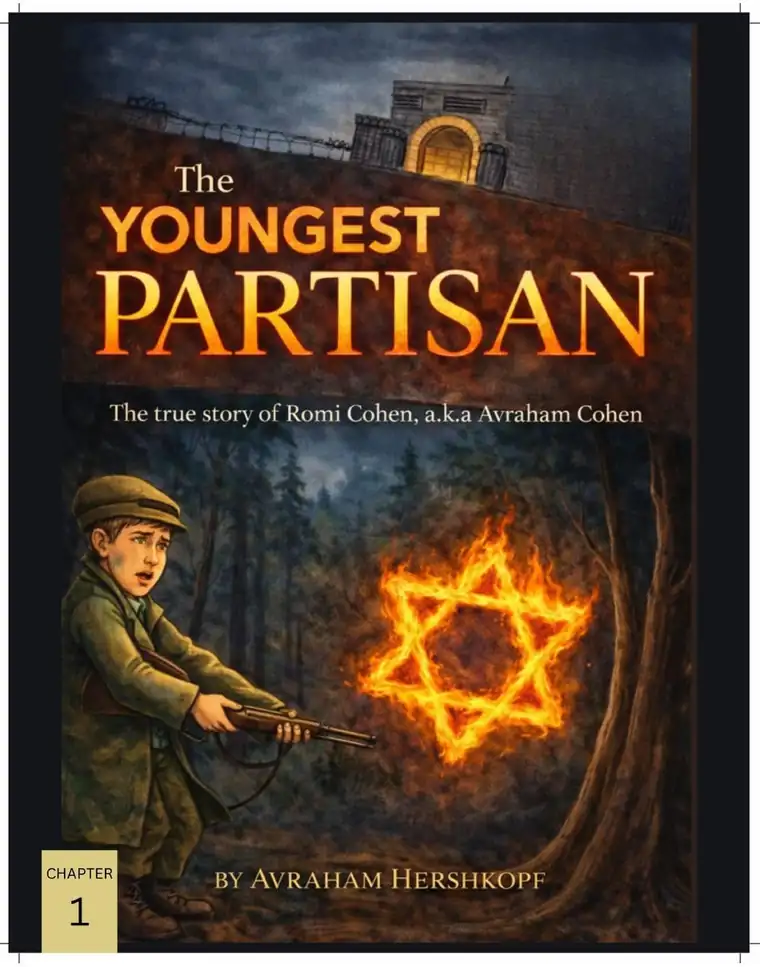 The
YOUNGEST
PARTISAN
The true story of Romi Cohen, a.k.a Avraham Cohen
BY AVRAHAM HERSHKOPF
CHAPTER
1